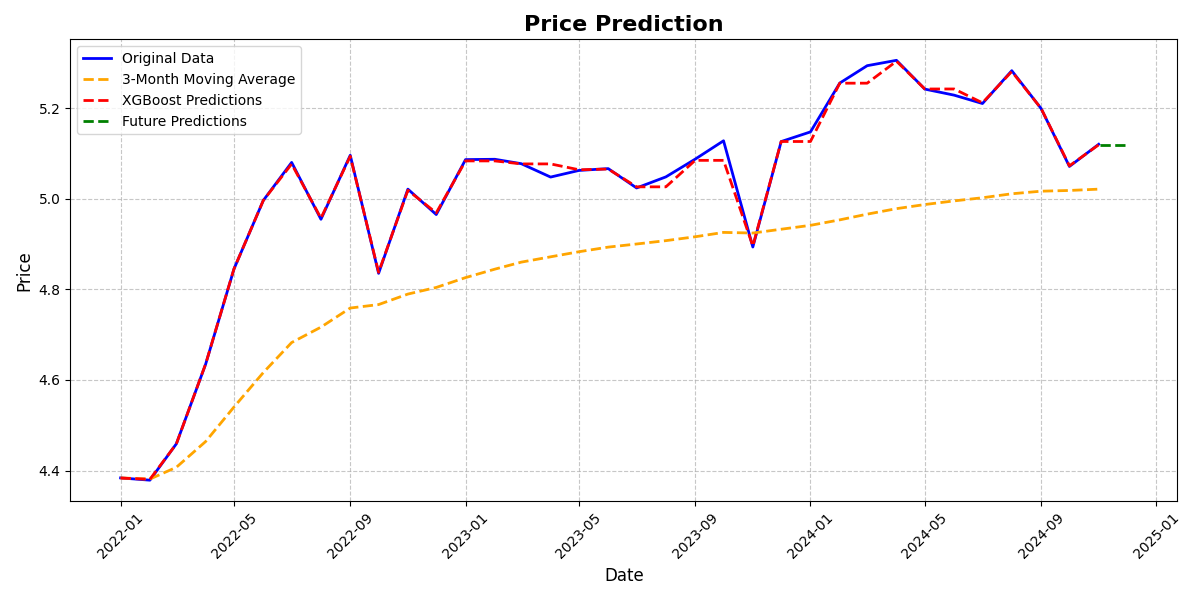 Price Prediction
Original Data
3-Month Moving Average
XGBoost Predictions
Future Predictions
Price
5.2
5.0
4.8
4.6
4.4
2022-01
2022-05
2022-09
2023-01
2023-05
2023-09
2024-01
2024-05
2024-09
2025-01
Date